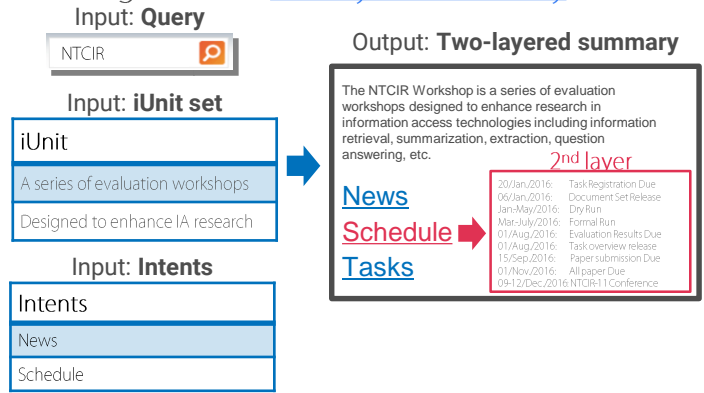 Input: Query
NTCIR
Input: iUnit set
iUnit
A series of evaluation workshops
Designed to enhance IA research
Input: Intents
Intents
News
Schedule
Output: Two-layered summary
The NTCIR Workshop is a series of evaluation
workshops designed to enhance research in
information access technologies including information
retrieval, summarization, extraction, question
answering, etc.
2nd layer
News
Schedule
Tasks
20/Jan./2016: Task Registration Due
06/Jan./2016: Document Set Release
Jan.-May/2016: Dry Run
Mar.-July/2016: Formal Run
01/Aug./2016: Evaluation Results Due
01/Aug./2016: Task overview release
15/Sep./2016: Paper submission Due
01/Nov./2016: All paper Due
09-12/Dec./2016: NTCIR-11 Conference